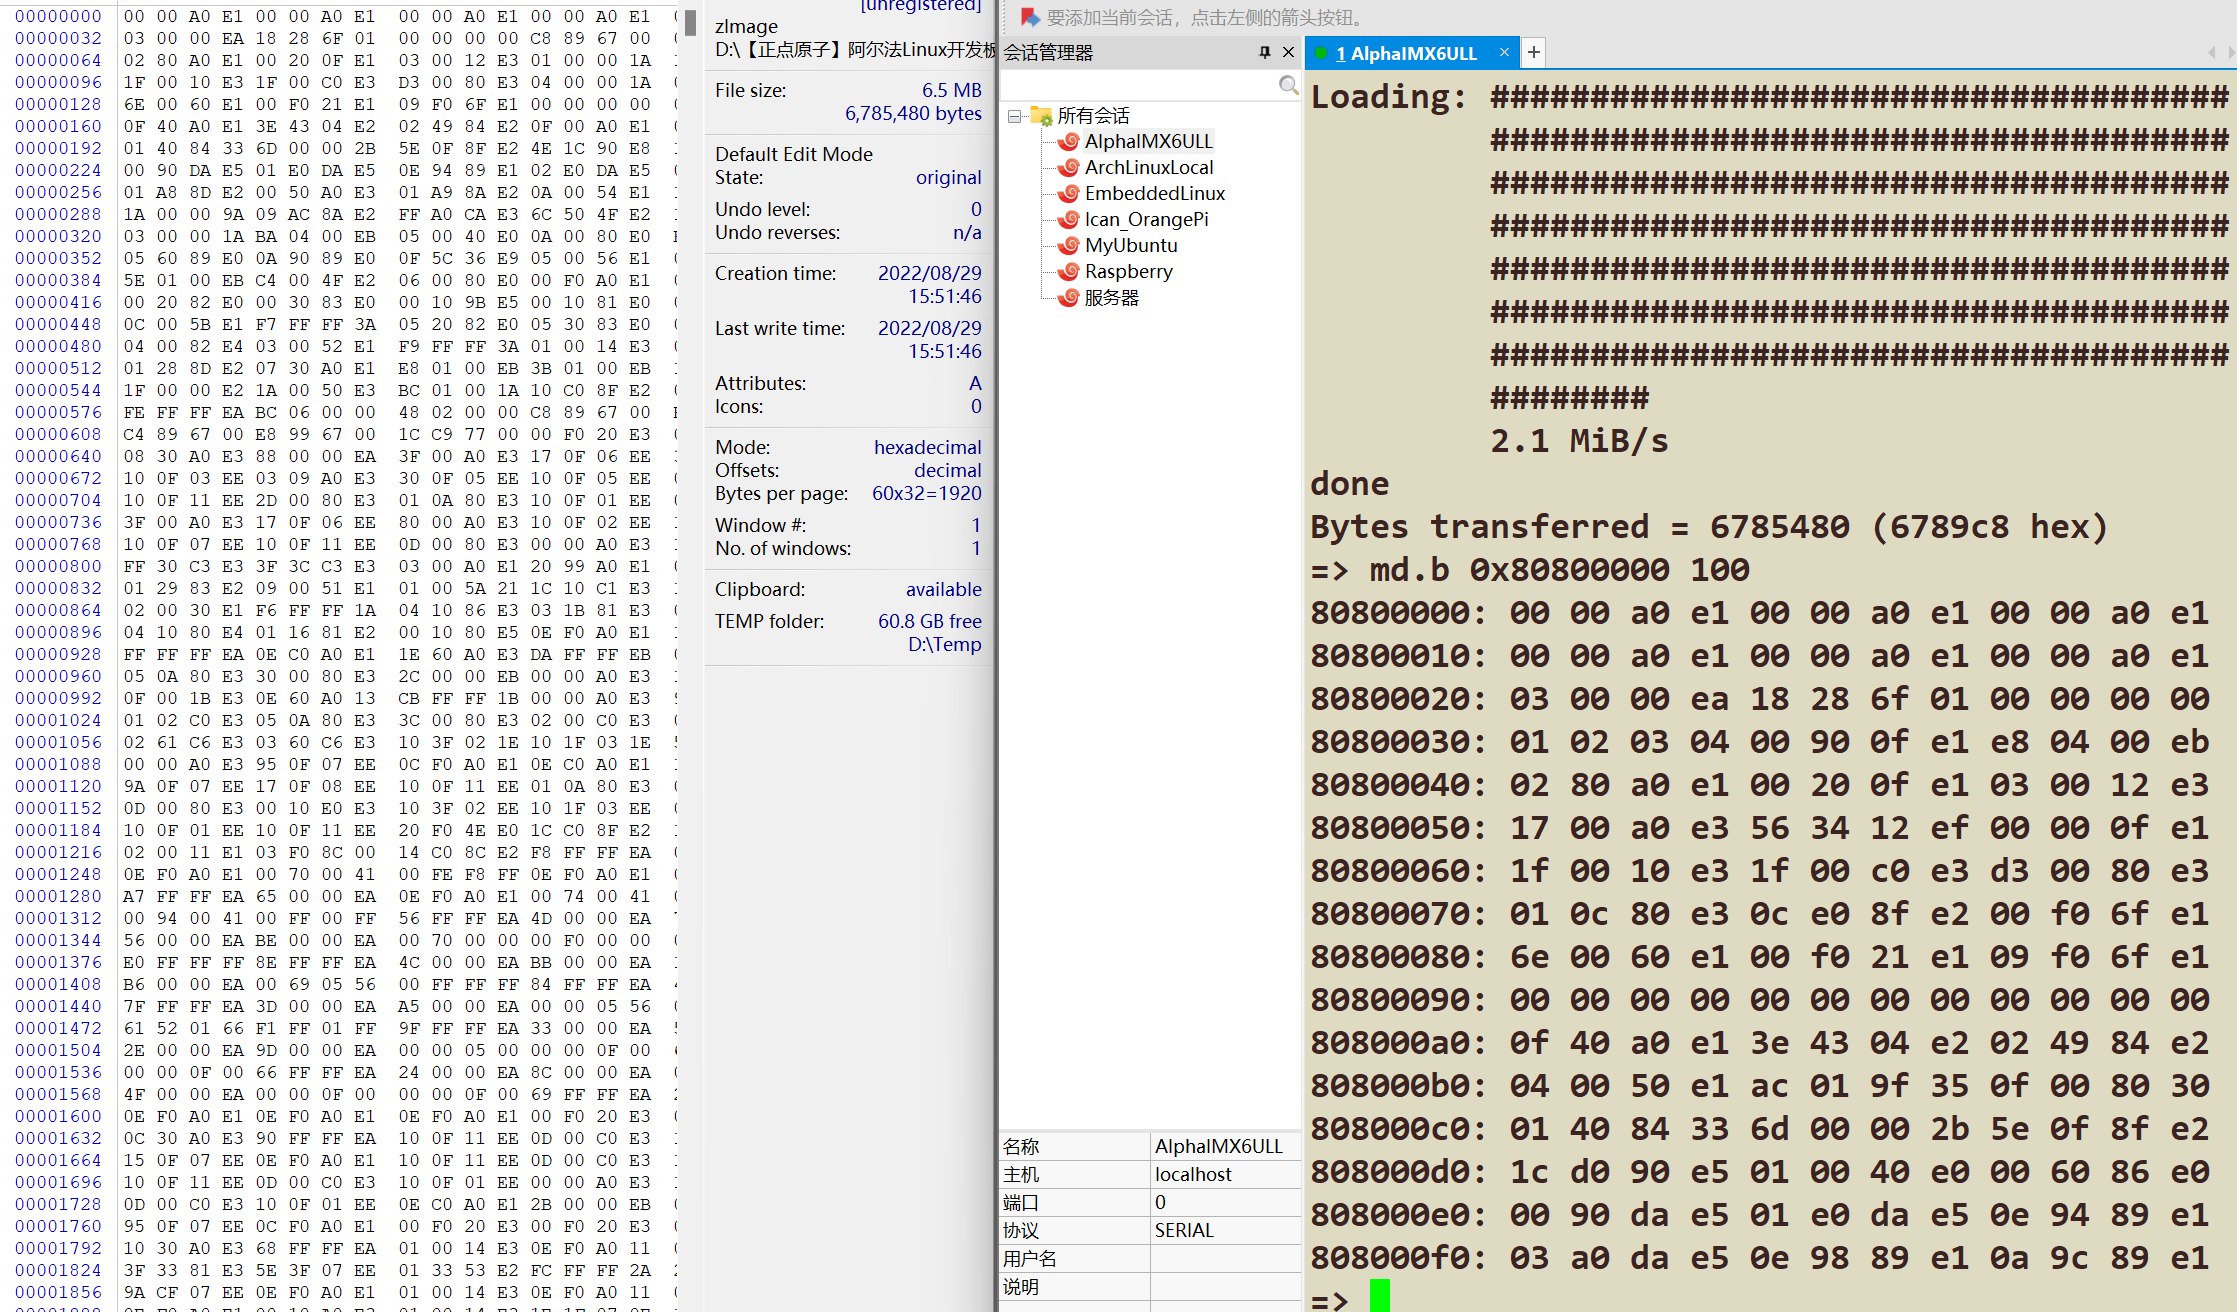 00000000 00 00 A0 E1 00 00 A0 E1 00 00 A0 E1 00 00 A0 E1
00000032 03 00 00 EA 18 28 6F 01 00 00 00 00 C8 89 67 00
00000064 02 80 A0 E1 00 20 0F E1 03 00 12 E3 01 00 00 1A
00000096 1F 00 10 E3 1F 00 C0 E3 D3 00 80 E3 04 00 00 1A
00000128 6E 00 60 E1 00 F0 21 E1 09 F0 6F E1 00 00 00 00
00000160 0F 40 A0 E1 3E 43 04 E2 02 49 84 E2 0F 00 A0 E1
00000192 01 40 84 33 6D 00 00 2B 5E 0F 8F E2 4E 1C 90 E8
00000224 00 90 DA E5 01 E0 DA E5 0E 94 89 E1 02 E0 DA E5
00000256 01 A8 8D E2 00 50 A0 E3 01 A9 8A E2 0A 00 54 E1
00000288 1A 00 00 9A 09 AC 8A E2 FF A0 CA E3 6C 50 4F E2
00000320 03 00 00 1A BA 04 00 EB 05 00 40 E0 0A 00 80 E0
00000352 05 60 89 E0 0A 90 89 E0 0F 5C 36 E9 05 00 56 E1
00000384 5E 01 00 EB C4 00 4F E2 06 00 80 E0 00 F0 A0 E1
00000416 00 20 82 E0 00 30 83 E0 00 10 9B E5 00 10 81 E0
00000448 0C 00 5B E1 F7 FF FF 3A 05 20 82 E0 05 30 83 E0
00000480 04 00 82 E4 03 00 52 E1 F9 FF FF 3A 01 00 14 E3
00000512 01 28 8D E2 07 30 A0 E1 E8 01 00 EB 3B 01 00 EB
00000544 1F 00 00 E2 1A 00 50 E3 BC 01 00 1A 10 C0 8F E2
00000576 FE FF FF EA BC 06 00 00 48 02 00 00 C8 89 67 00
00000608 C4 89 67 00 E8 99 67 00 1C C9 77 00 00 F0 20 E3
00000640 08 30 A0 E3 88 00 00 EA 3F 00 A0 E3 17 0F 06 EE
00000672 10 0F 03 EE 03 09 A0 E3 30 0F 05 EE 10 0F 05 EE
00000704 10 0F 11 EE 2D 00 80 E3 01 0A 80 E3 10 0F 01 EE
00000736 3F 00 A0 E3 17 0F 06 EE 80 00 A0 E3 10 0F 02 EE
00000768 10 0F 07 EE 10 0F 11 EE 0D 00 80 E3 00 00 A0 E3
00000800 FF 30 C3 E3 3F 3C C3 E3 03 00 A0 E1 20 99 A0 E1
00000832 01 29 83 E2 09 00 51 E1 01 00 5A 21 1C 10 C1 E3
00000864 02 00 30 E1 F6 FF FF 1A 04 10 86 E3 03 1B 81 E3
00000896 04 10 80 E4 01 16 81 E2 00 10 80 E5 0E F0 A0 E1
00000928 FF FF FF EA 0E C0 A0 E1 1E 60 A0 E3 DA FF FF EB
00000960 05 0A 80 E3 30 00 80 E3 2C 00 00 EB 00 00 A0 E3
00000992 0F 00 1B E3 0E 60 A0 13 CB FF FF 1B 00 00 A0 E3
00001024 01 02 C0 E3 05 0A 80 E3 3C 00 80 E3 02 00 C0 E3
00001056 02 61 C6 E3 03 60 C6 E3 10 3F 02 1E 10 1F 03 1E
00001088 00 00 A0 E3 95 0F 07 EE 0C F0 A0 E1 0E C0 A0 E1
00001120 9A 0F 07 EE 17 0F 08 EE 10 0F 11 EE 01 0A 80 E3
00001152 0D 00 80 E3 00 10 E0 E3 10 3F 02 EE 10 1F 03 EE
00001184 10 0F 01 EE 10 0F 11 EE 20 F0 4E E0 1C C0 8F E2
00001216 02 00 11 E1 03 F0 8C 00 14 C0 8C E2 F8 FF FF EA
00001248 0E F0 A0 E1 00 70 00 41 00 FE F8 FF 0E F0 A0 E1
00001280 A7 FF FF EA 65 00 00 EA 0E F0 A0 E1 00 74 00 41
00001312 00 94 00 41 00 FF 00 FF 56 FF FF EA 4D 00 00 EA
00001344 56 00 00 EA BE 00 00 EA 00 70 00 00 00 F0 00 00
00001376 E0 FF FF FF 8E FF FF EA 4C 00 00 EA BB 00 00 EA
00001408 B6 00 00 EA 00 69 05 56 00 FF FF FF 84 FF FF EA
00001440 7F FF FF EA 3D 00 00 EA A5 00 00 EA 00 00 05 56
00001472 61 52 01 66 F1 FF 01 FF 9F FF FF EA 33 00 00 EA
00001504 2E 00 00 EA 9D 00 00 EA 00 00 05 00 00 00 0F 00
00001536 00 00 0F 00 66 FF FF EA 24 00 00 EA 8C 00 00 EA
00001568 4F 00 00 EA 00 00 0F 00 00 00 0F 00 69 FF FF EA
00001600 0E F0 A0 E1 0E F0 A0 E1 0E F0 A0 E1 00 F0 20 E3
00001632 0C 30 A0 E3 90 FF FF EA 10 0F 11 EE 0D 00 C0 E3
00001664 15 0F 07 EE 0E F0 A0 E1 10 0F 11 EE 0D 00 C0 E3
00001696 10 0F 11 EE 0D 00 C0 E3 10 0F 01 EE 00 00 A0 E3
00001728 0D 00 C0 E3 10 0F 01 EE 0E C0 A0 E1 2B 00 00 EB
00001760 95 0F 07 EE 0C F0 A0 E1 00 F0 20 E3 00 F0 20 E3
00001792 10 30 A0 E3 68 FF FF EA 01 00 14 E3 0E F0 A0 11
00001824 3F 33 81 E3 5E 3F 07 EE 01 33 53 E2 FC FF FF 2A
00001856 9A CF 07 EE 0E F0 A0 E1 01 00 14 E3 0E F0 A0 11
[unregistered]
zImage
D:\【正点原子】阿尔法Linux开发板
File size: 6.5 MB
6,785,480 bytes
Default Edit Mode
State: original
Undo level: 0
Undo reverses: n/a
Creation time: 2022/08/29
15:51:46
Last write time: 2022/08/29
15:51:46
Attributes: A
Icons: 0
Mode: hexadecimal
Offsets: decimal
Bytes per page: 60x32=1920
Window #: 1
No. of windows: 1
Clipboard: available
TEMP folder: 60.8 GB free
D:\Temp
要添加当前会话，点击左侧的箭头按钮。
会话管理器
所有会话
AlphaIMX6ULL
ArchLinuxLocal
EmbeddedLinux
Ican_OrangePi
MyUbuntu
Raspberry
服务器
名称 AlphaIMX6ULL
主机 localhost
端口 0
协议 SERIAL
用户名
说明
1 AlphaIMX6ULL × +
Loading: #####################################
#####################################
#####################################
#####################################
#####################################
#####################################
#####################################
########
2.1 MiB/s
done
Bytes transferred = 6785480 (6789c8 hex)
=> md.b 0x80800000 100
80800000: 00 00 a0 e1 00 00 a0 e1 00 00 a0 e1
80800010: 00 00 a0 e1 00 00 a0 e1 00 00 a0 e1
80800020: 03 00 00 ea 18 28 6f 01 00 00 00 00
80800030: 01 02 03 04 00 90 0f e1 e8 04 00 eb
80800040: 02 80 a0 e1 00 20 0f e1 03 00 12 e3
80800050: 17 00 a0 e3 56 34 12 ef 00 00 0f e1
80800060: 1f 00 10 e3 1f 00 c0 e3 d3 00 80 e3
80800070: 01 0c 80 e3 0c e0 8f e2 00 f0 6f e1
80800080: 6e 00 60 e1 00 f0 21 e1 09 f0 6f e1
80800090: 00 00 00 00 00 00 00 00 00 00 00 00
808000a0: 0f 40 a0 e1 3e 43 04 e2 02 49 84 e2
808000b0: 04 00 50 e1 ac 01 9f 35 0f 00 80 30
808000c0: 01 40 84 33 6d 00 00 2b 5e 0f 8f e2
808000d0: 1c d0 90 e5 01 00 40 e0 00 60 86 e0
808000e0: 00 90 da e5 01 e0 da e5 0e 94 89 e1
808000f0: 03 a0 da e5 0e 98 89 e1 0a 9c 89 e1
=>